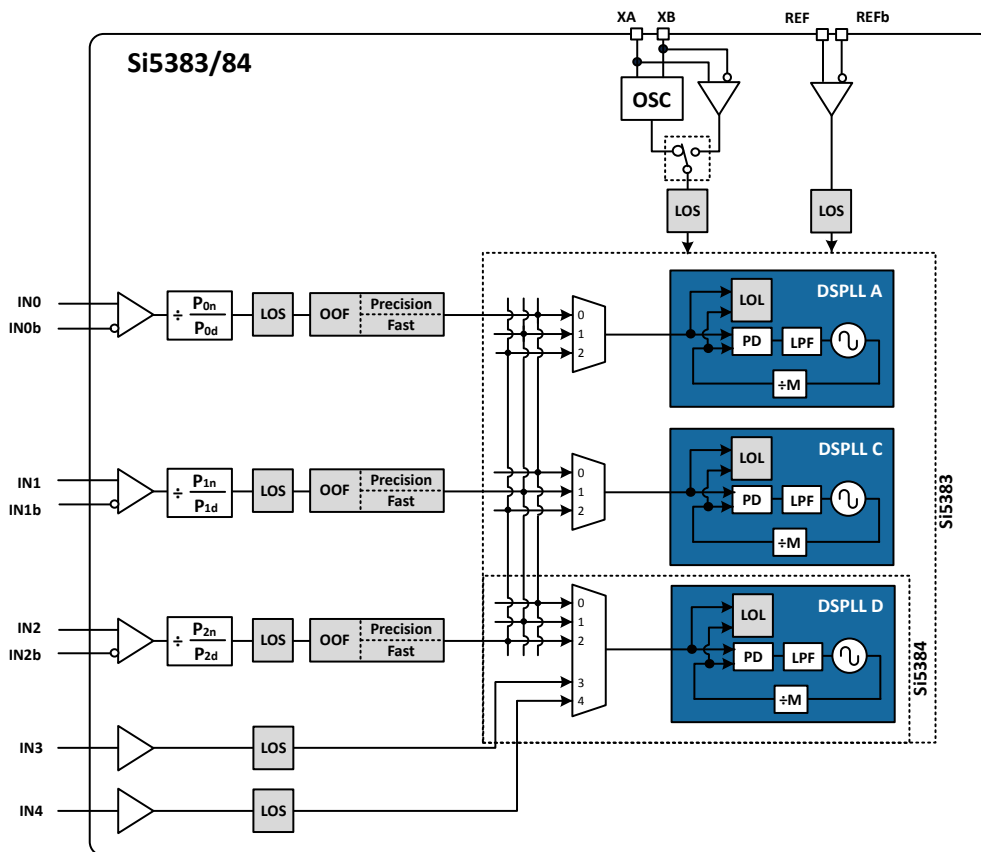 XA XB REF REFb
Si5383/84
OSC
LOS LOS
IN0
IN0b
÷ P0n
P0d
LOS OOF Precision
Fast
0
1
2
DSPLL A
LOL
PD LPF
÷M
IN1
IN1b
÷ P1n
P1d
LOS OOF Precision
Fast
0
1
2
DSPLL C
LOL
PD LPF
÷M
Si5383
IN2
IN2b
÷ P2n
P2d
LOS OOF Precision
Fast
0
1
2
3
4
DSPLL D
LOL
PD LPF
÷M
Si5384
IN3
LOS
IN4
LOS